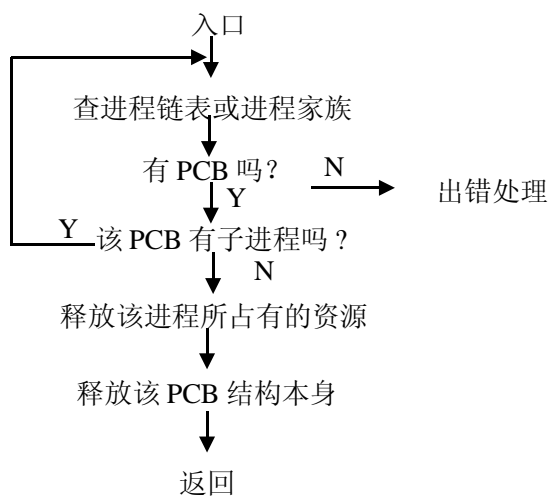 入口
查进程链表或进程家族
有 PCB 吗？ N
出错处理
Y
Y 该 PCB 有子进程吗？
N
释放该进程所占有的资源
释放该 PCB 结构本身
返回